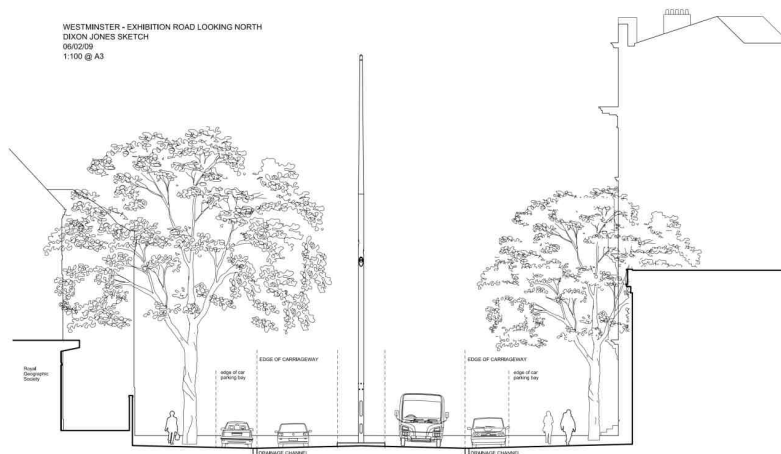 WESTMINSTER - EXHIBITION ROAD LOOKING NORTH
DIXON JONES SKETCH
06/02/09
1:100 @ A3
EDGE OF CARRIAGEWAY
EDGE OF CARRIAGEWAY
Royal
Geographic
Society
edge of car
parking bay
edge of car
parking bay
DRAINAGE CHANNEL
DRAINAGE CHANNEL